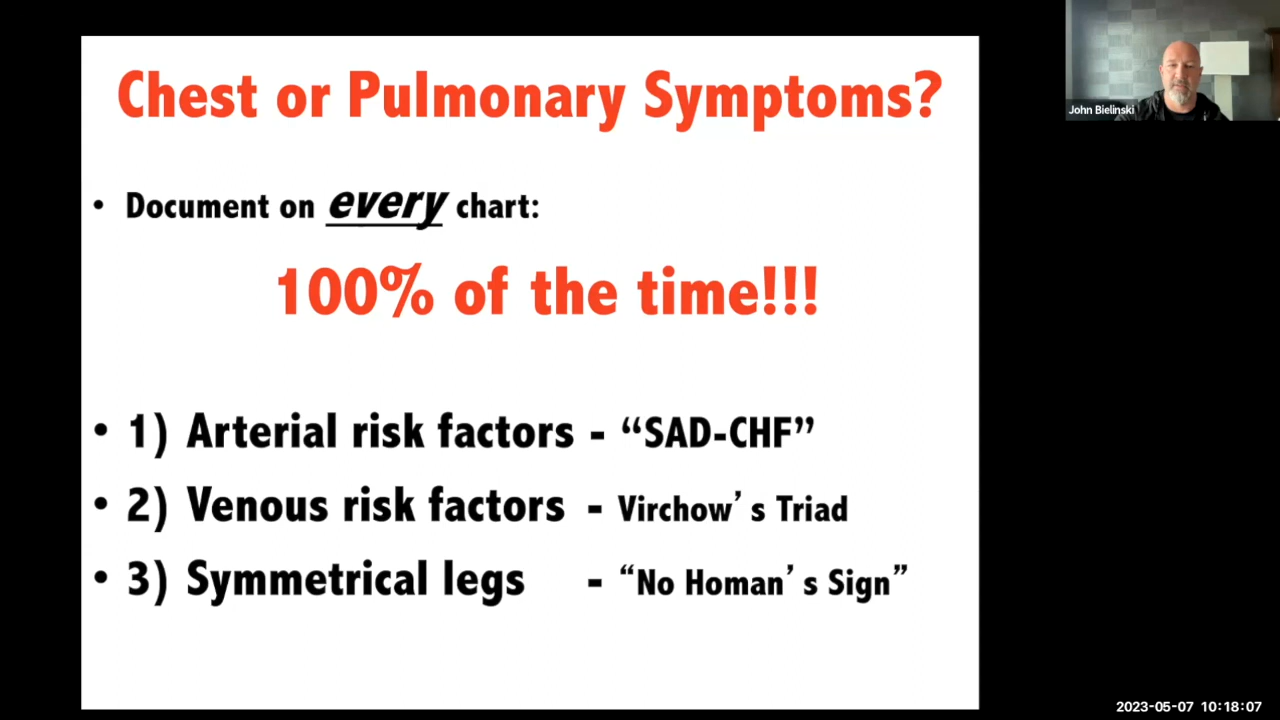 Chest or Pulmonary Symptoms?
• Document on every chart:
100% of the time!!!
• 1) Arterial risk factors - “SAD-CHF”
• 2) Venous risk factors - Virchow’s Triad
• 3) Symmetrical legs - “No Homan’s Sign”
John Bielinski
2023-05-07 10:18:07